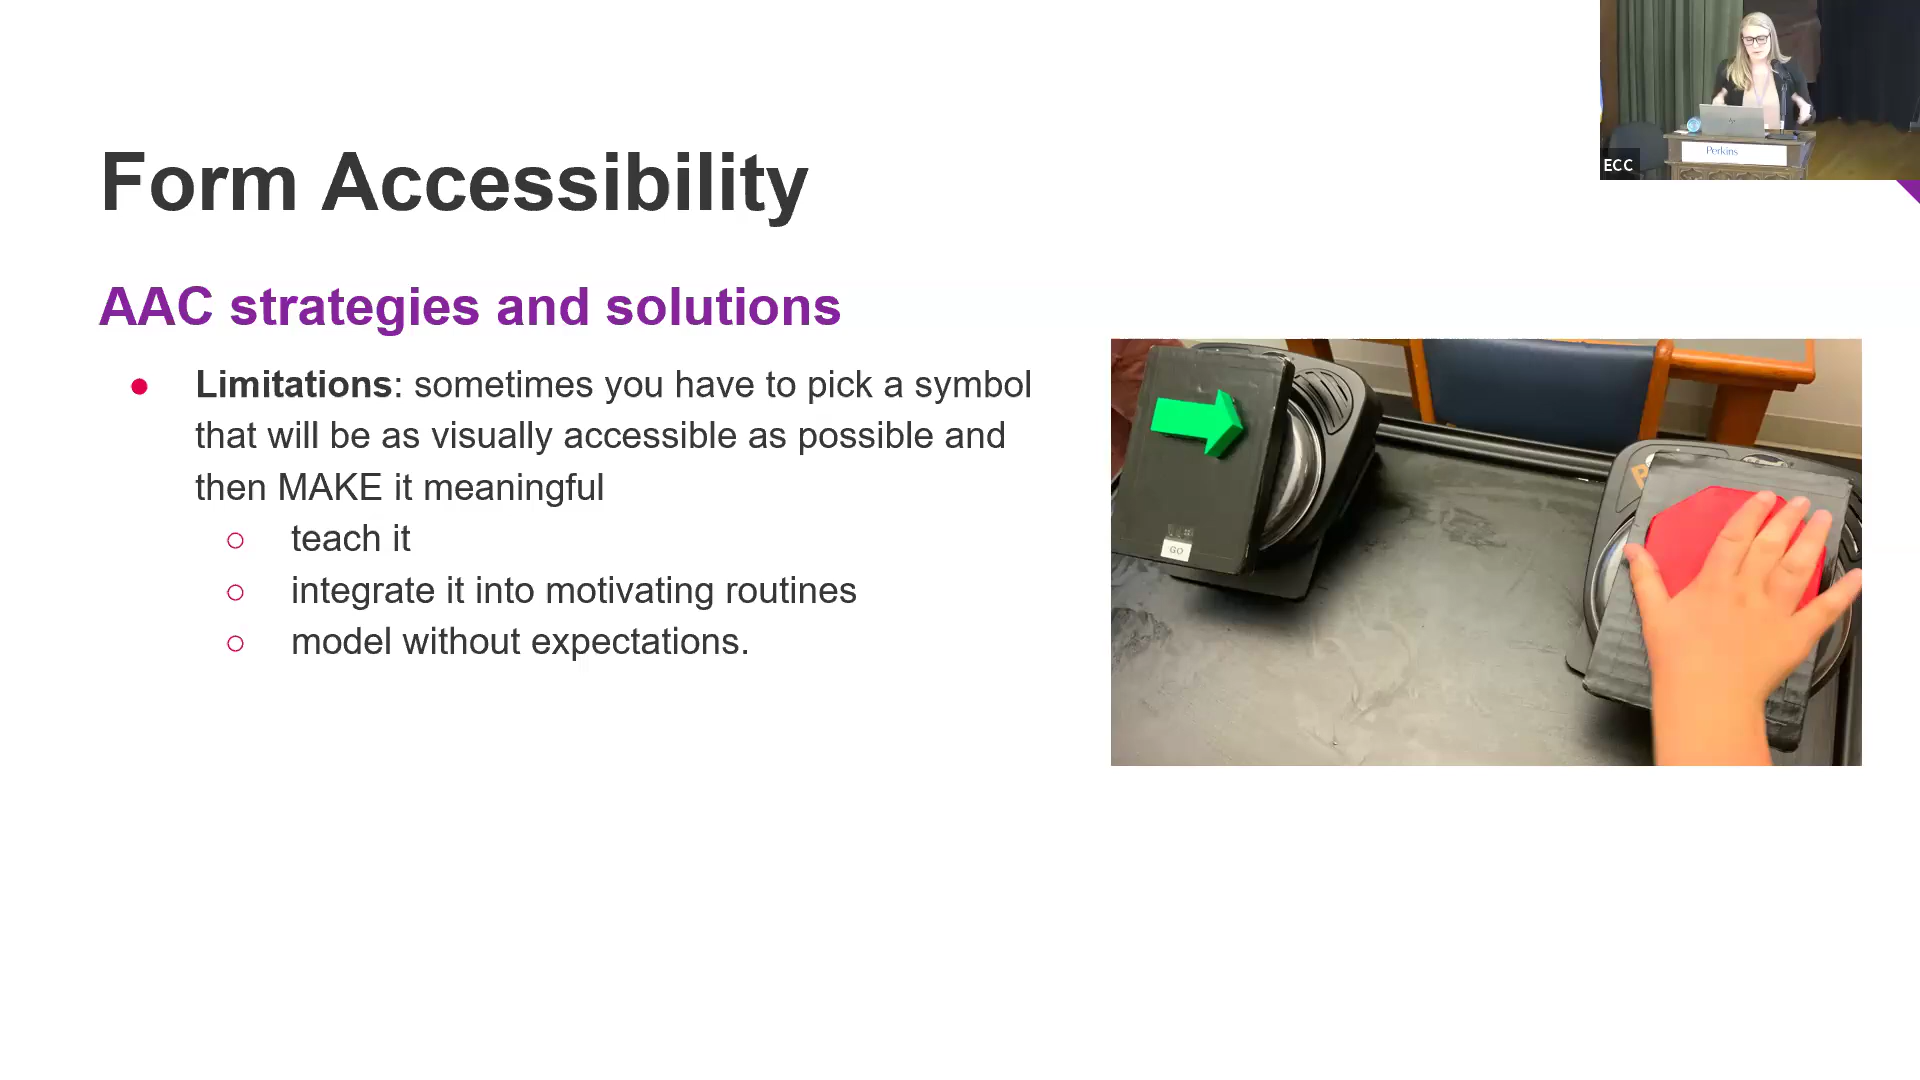 Form Accessibility
AAC strategies and solutions
● Limitations: sometimes you have to pick a symbol
that will be as visually accessible as possible and
then MAKE it meaningful
○ teach it
○ integrate it into motivating routines
○ model without expectations.
GO
Perkins
ECC